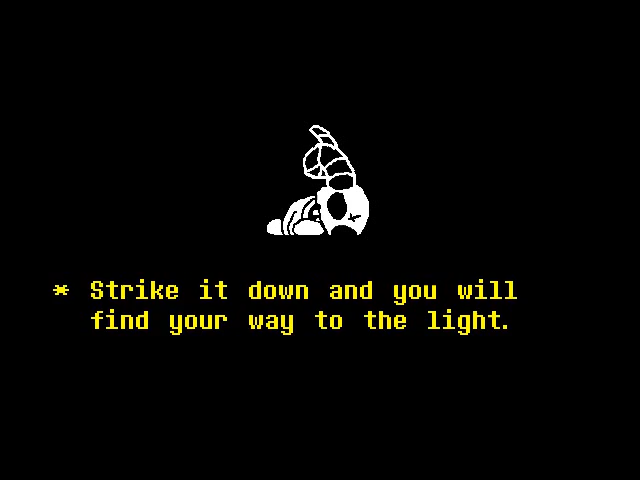 * Strike it down and you will
find your way to the light.